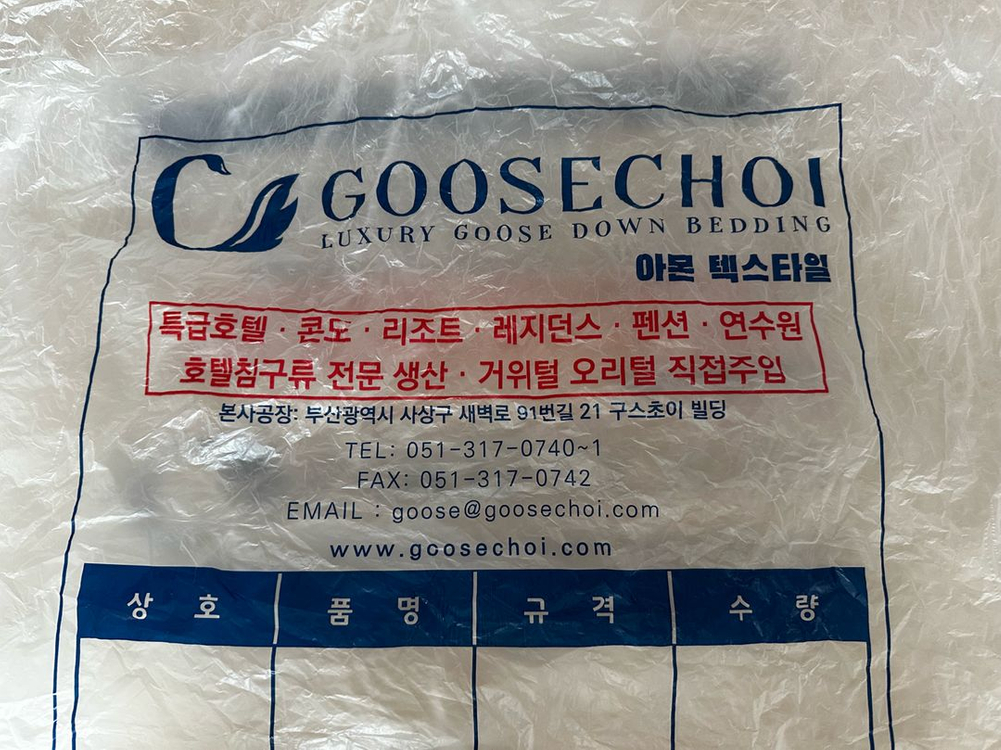 GOOSECHOI
LUXURY GOOSE DOWN BEDDING
아몬 텍스타일
특급호텔 · 콘도 · 리조트 · 레지던스 · 펜션 · 연수원
호텔침구류 전문 생산 · 거위털 오리털 직접주입
본사공장: 부산광역시 사상구 새벽로 91번길 21 구스초이 빌딩
TEL: 051-317-0740~1
FAX: 051-317-0742
EMAIL : goose@goosechoi.com
www.goosechoi.com
상 호 품 명 규 격 수 량